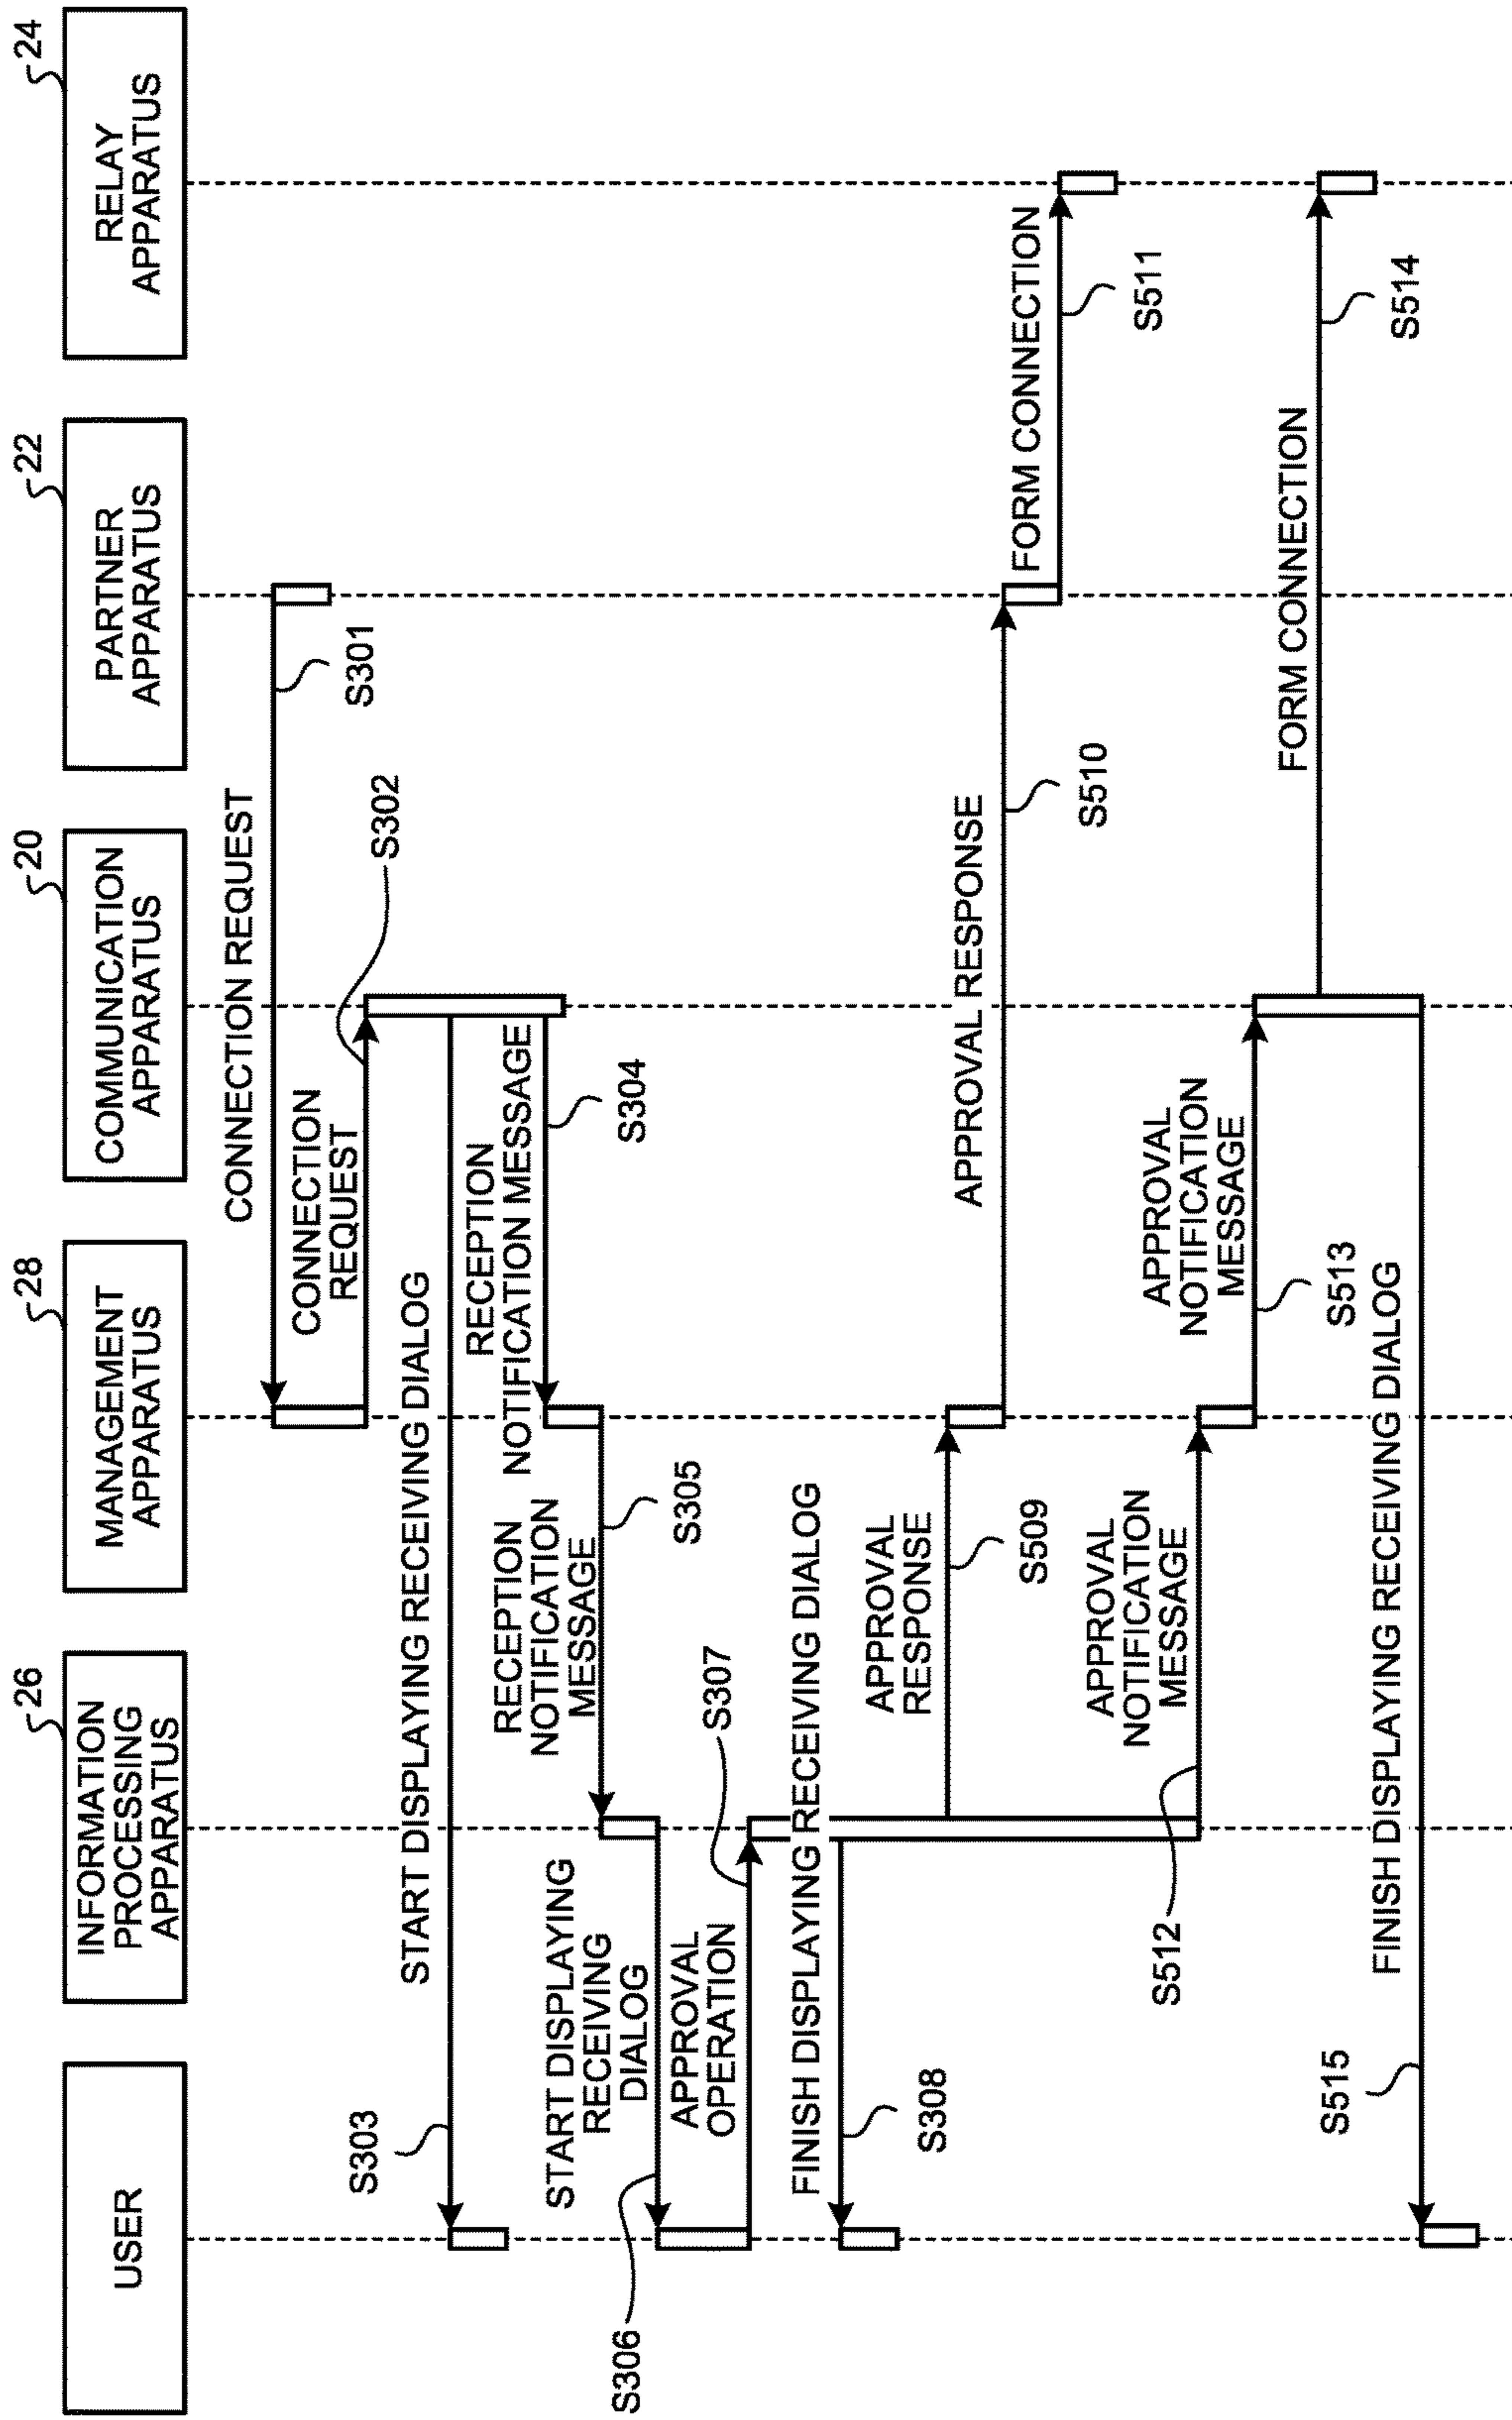 USER
INFORMATION
PROCESSING
APPARATUS
26
MANAGEMENT
APPARATUS
28
COMMUNICATION
APPARATUS
20
PARTNER
APPARATUS
22
RELAY
APPARATUS
24
CONNECTION REQUEST
S301
CONNECTION
REQUEST
S302
START DISPLAYING RECEIVING DIALOG
S303
RECEPTION
NOTIFICATION MESSAGE
S304
RECEPTION
NOTIFICATION
MESSAGE
S305
START DISPLAYING
RECEIVING
DIALOG
S306
APPROVAL
OPERATION
S307
FINISH DISPLAYING RECEIVING DIALOG
S308
APPROVAL
RESPONSE
S509
APPROVAL RESPONSE
S510
FORM CONNECTION
S511
APPROVAL
NOTIFICATION
MESSAGE
S512
APPROVAL
NOTIFICATION
MESSAGE
S513
FORM CONNECTION
S514
FINISH DISPLAYING RECEIVING DIALOG
S515